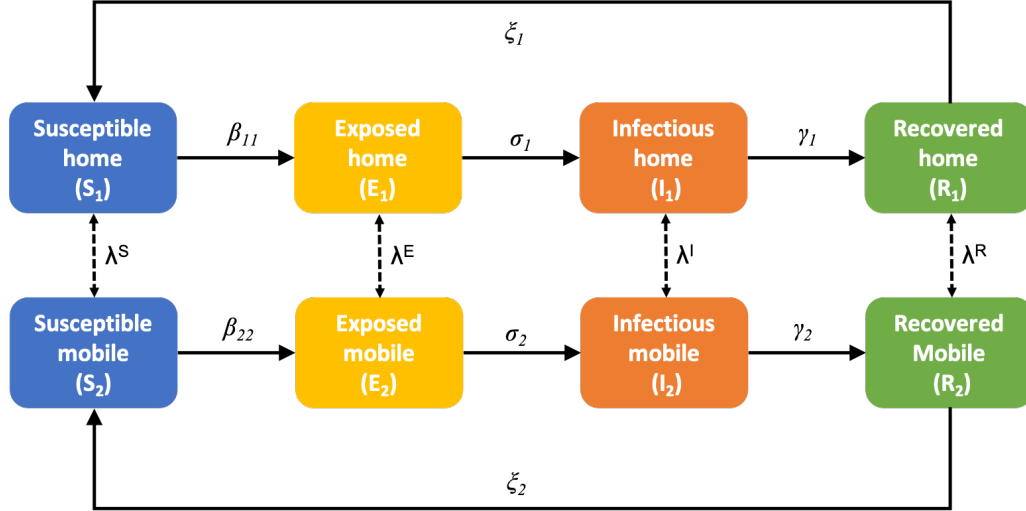 ξ₁
Susceptible
home
(S₁)
β₁₁
Exposed
home
(E₁)
σ₁
Infectious
home
(I₁)
γ₁
Recovered
home
(R₁)
λˢ
λᴱ
λᴵ
λᴿ
Susceptible
mobile
(S₂)
β₂₂
Exposed
mobile
(E₂)
σ₂
Infectious
mobile
(I₂)
γ₂
Recovered
Mobile
(R₂)
ξ₂